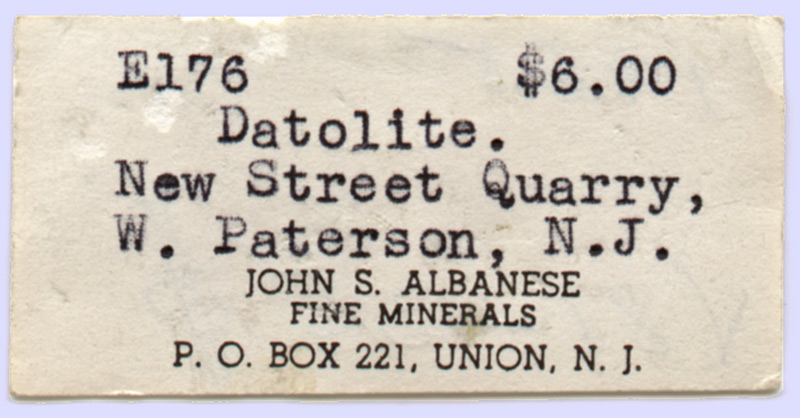 E176 $6.00
Datolite.
New Street Quarry,
W. Paterson, N.J.
JOHN S. ALBANESE
FINE MINERALS
P. O. BOX 221, UNION, N. J.